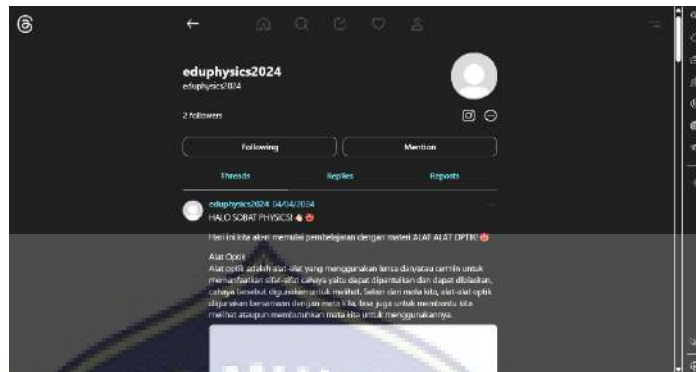 eduphysics2024
eduphysics2024
2 followers
Following
Mention
Threads
Replies
Reposts
eduphysics2024 04/04/2024
HALO SOBAT PHYSICS!
Hari ini kita akan memulai pembelajaran dengan materi ALAT ALAT OPTIK!
Alat Optik
Alat optik adalah alat-alat yang menggunakan lensa dan/atau cermin untuk
memanfaatkan sifat-sifat cahaya yaitu dapat dipantulkan dan dapat dibiaskan,
cahaya tersebut digunakan untuk melihat. Selain dari mata kita, alat-alat optik
digunakan bersamaan dengan mata kita, bisa juga untuk membantu kita
melihat ataupun membutuhkan mata kita untuk menggunakannya.